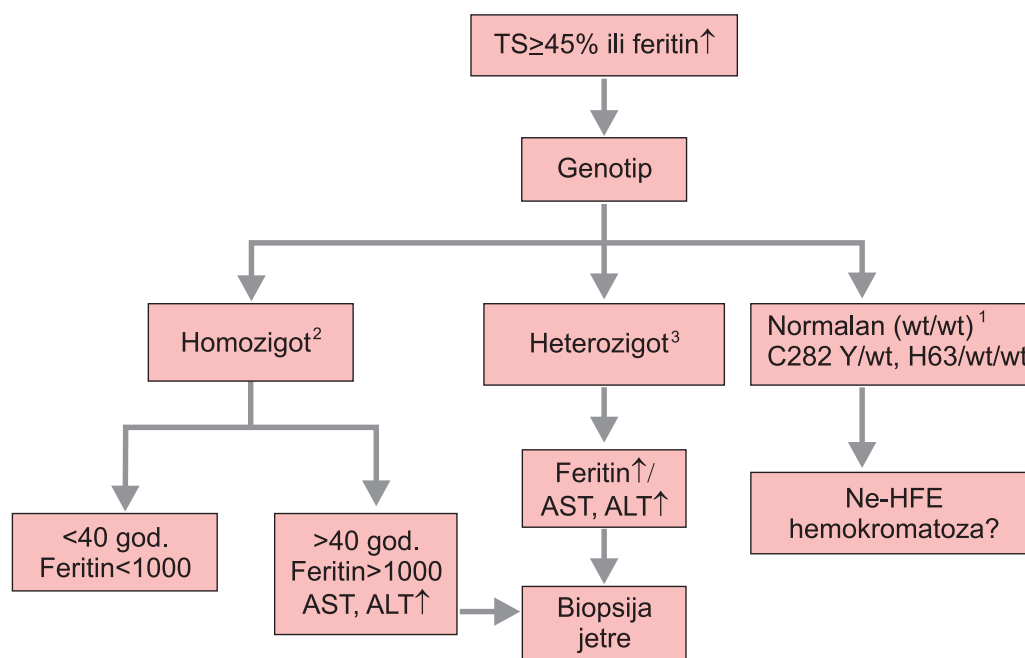 TS≥45% ili feritin↑
Genotip
Homozigot²
Heterozigot³
Normalan (wt/wt)¹
C282 Y/wt, H63/wt/wt
<40 god.
Feritin<1000
>40 god.
Feritin>1000
AST, ALT↑
Feritin↑/
AST, ALT↑
Biopsija
jetre
Ne-HFE
hemokromatoza?